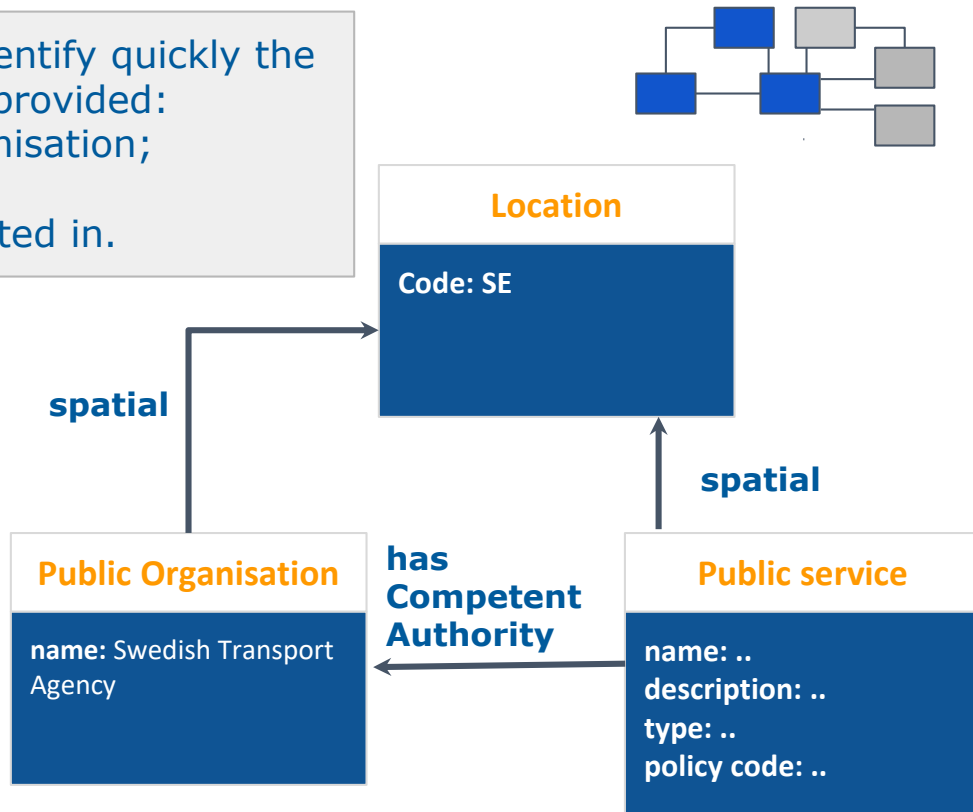 entify quickly the
provided:
nisation;
ted in.
Location
Code: SE
spatial
spatial
Public Organisation
name: Swedish Transport
Agency
has
Competent
Authority
Public service
name: ..
description: ..
type: ..
policy code: ..